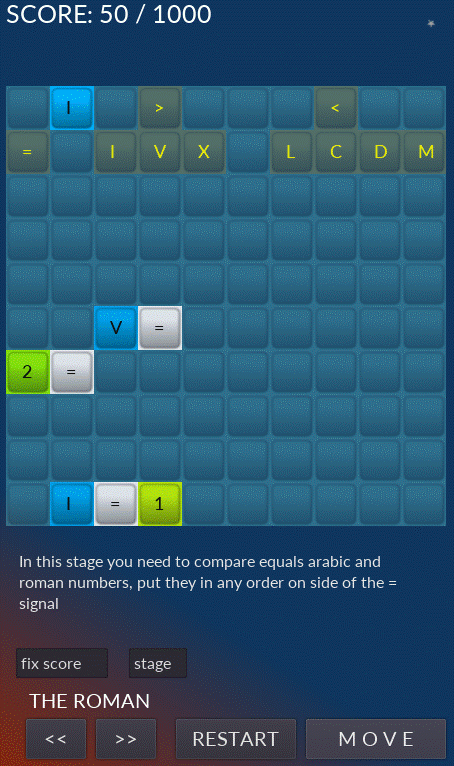 SCORE: 50 / 1000
I > <
= I V X L C D M
V =
2 =
I = 1
In this stage you need to compare equals arabic and
roman numbers, put they in any order on side of the =
signal
fix score stage
THE ROMAN
<< >> RESTART MOVE